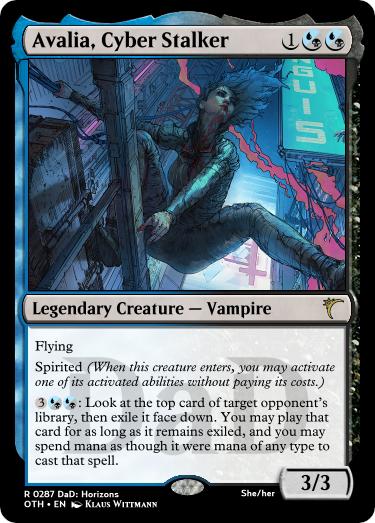 Avalia, Cyber Stalker 1
GUIS
Legendary Creature — Vampire
Flying
Spirited (When this creature enters, you may activate
one of its activated abilities without paying its costs.)
3 : Look at the top card of target opponent's
library, then exile it face down. You may play that
card for as long as it remains exiled, and you may
spend mana as though it were mana of any type to
cast that spell.
3/3
R 0287 DaD: Horizons She/her
OTH • EN Klaus Wittmann